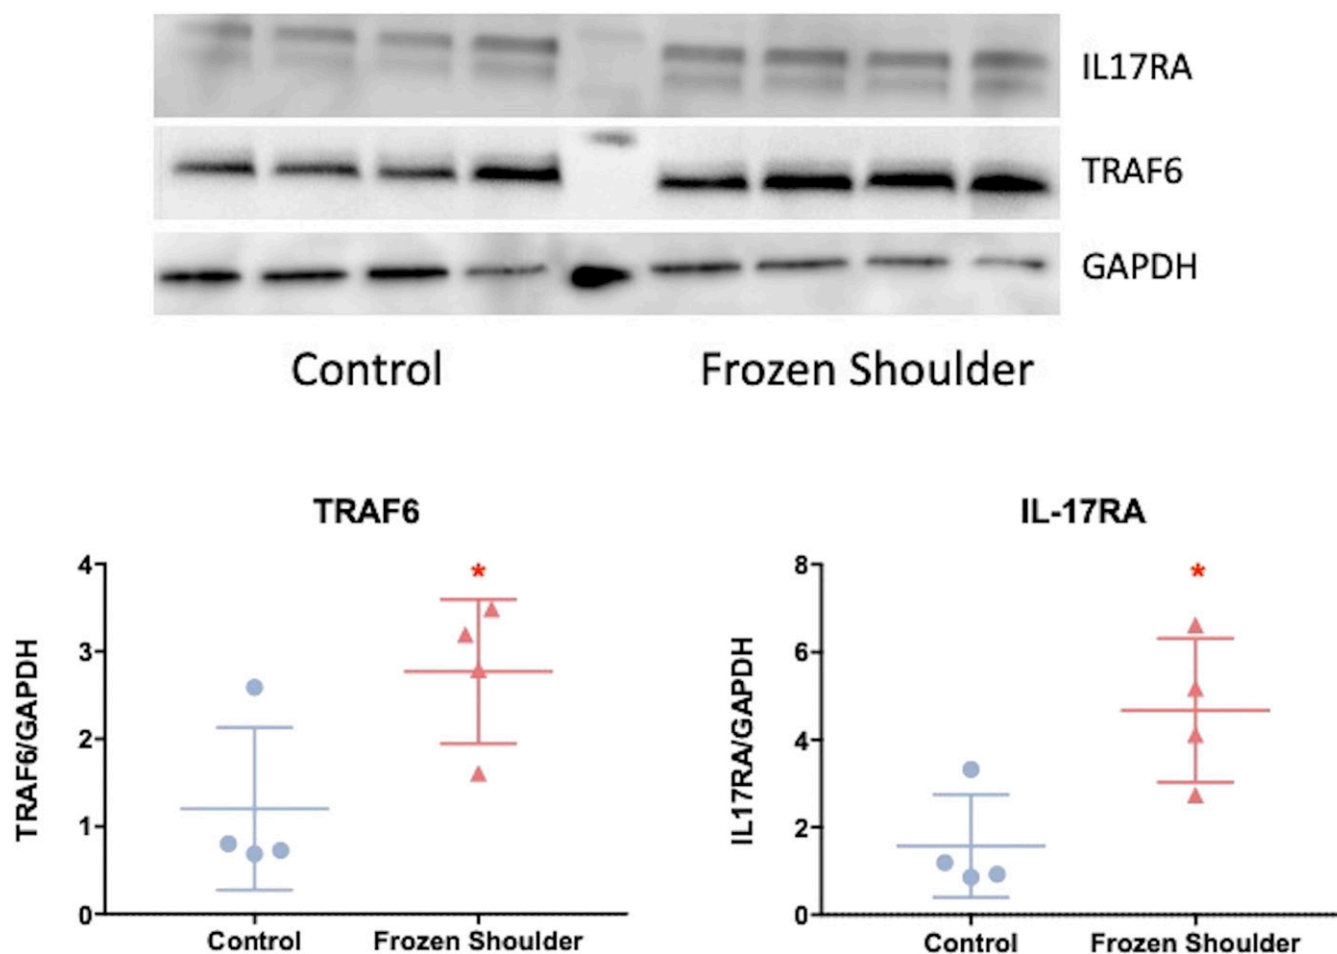 IL17RA
TRAF6
GAPDH
Control
Frozen Shoulder
TRAF6
TRAF6/GAPDH
4
3
2
1
0
*
Control
Frozen Shoulder
IL-17RA
IL17RA/GAPDH
8
6
4
2
0
*
Control
Frozen Shoulder